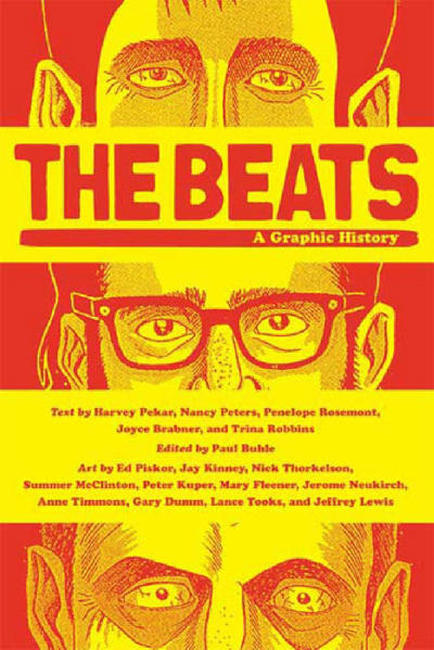 THE BEATS
A Graphic History
Text by Harvey Pekar, Nancy Peters, Penelope Rosemont,
Joyce Brabner, and Trina Robbins
Edited by Paul Buhle
Art by Ed Piskor, Jay Kinney, Nick Thorkelson,
Summer McClinton, Peter Kuper, Mary Fleener, Jerome Neukirch,
Anne Timmons, Gary Dumm, Lance Tooks, and Jeffrey Lewis